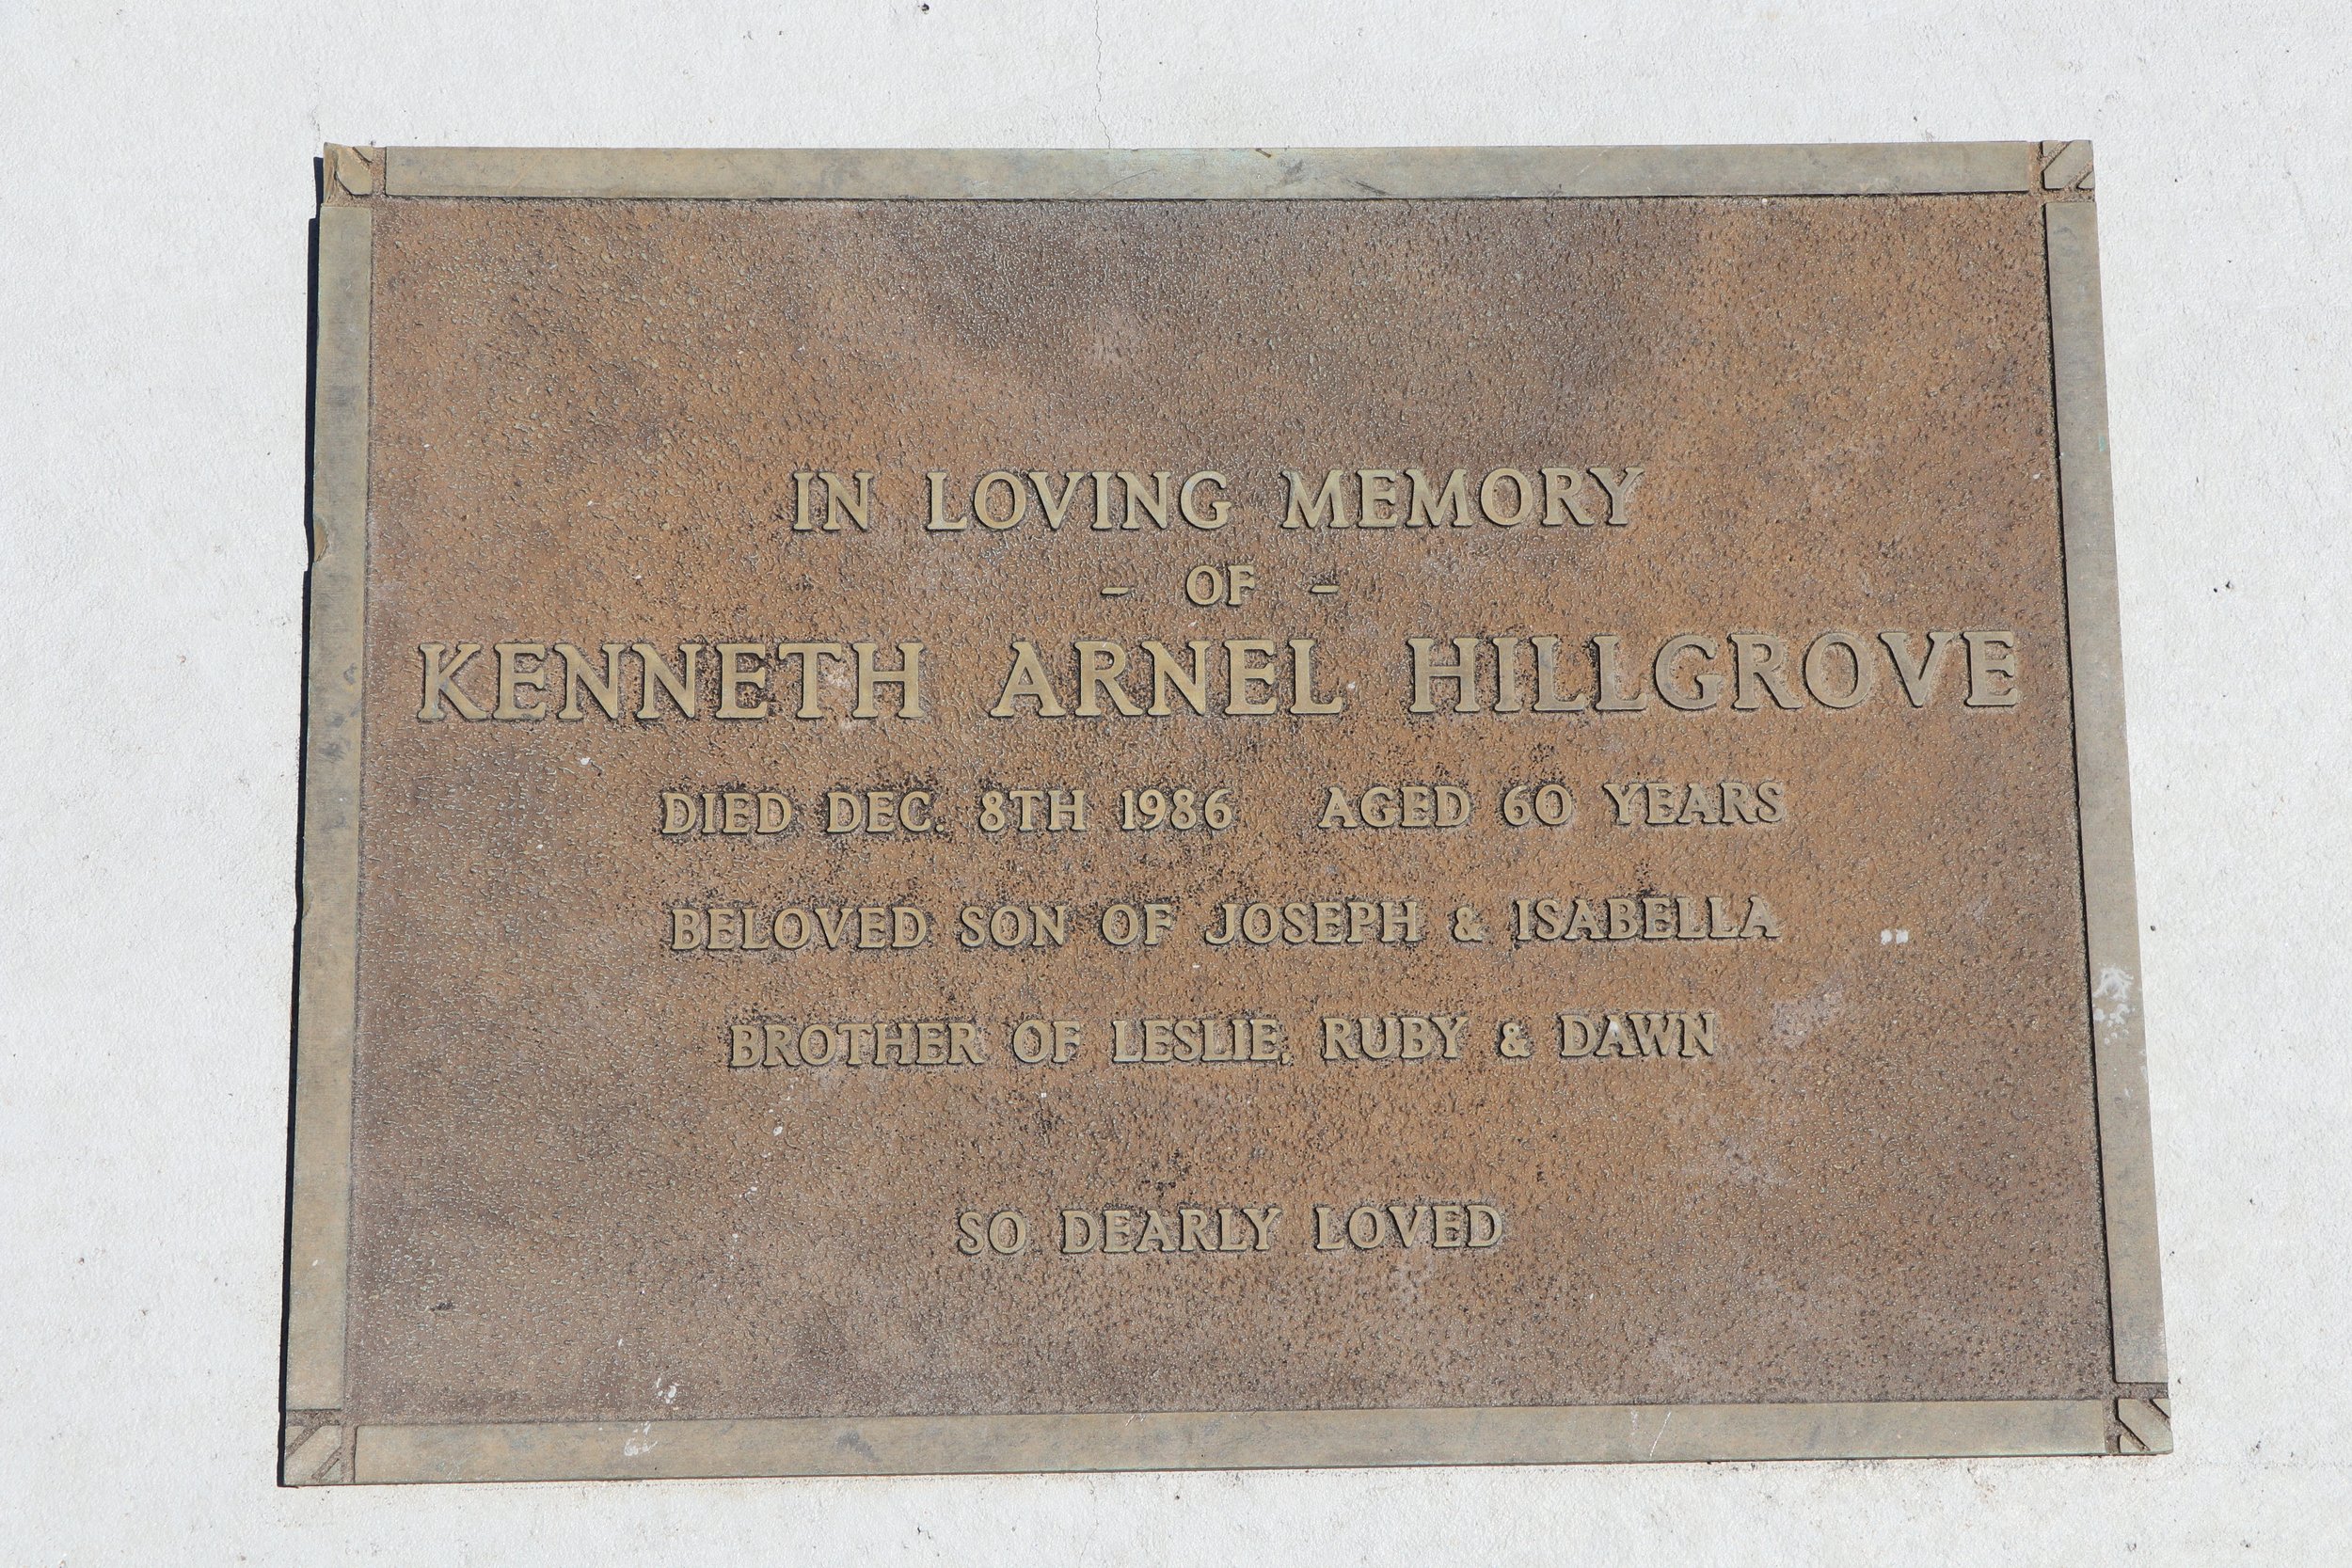 IN LOVING MEMORY
- OF -
KENNETH ARNEL HILLGROVE
DIED DEC. 8TH 1986 AGED 60 YEARS
BELOVED SON OF JOSEPH & ISABELLA
BROTHER OF LESLIE, RUBY & DAWN
SO DEARLY LOVED